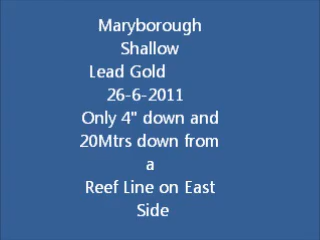 Maryborough
Shallow
Lead Gold
26-6-2011
Only 4" down and
20Mtrs down from
a
Reef Line on East
Side